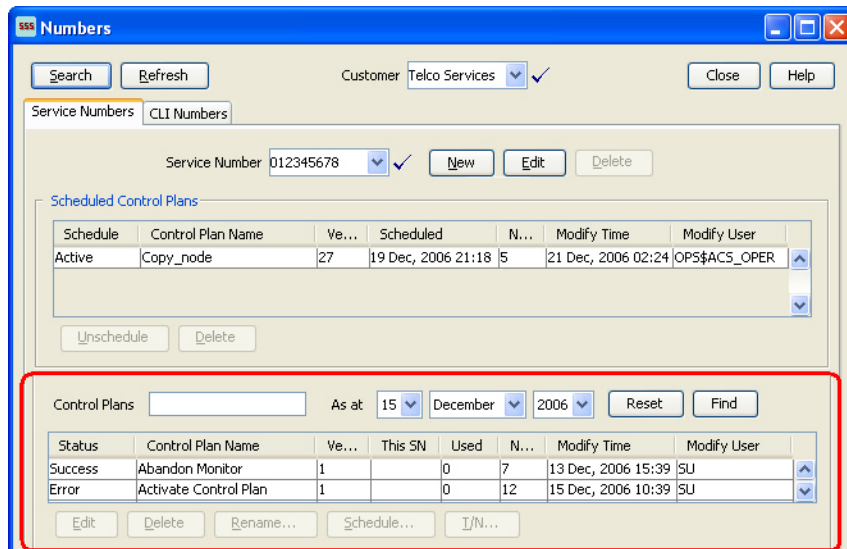 SSS Numbers
Search Refresh Customer Telco Services Close Help
Service Numbers CLI Numbers
Service Number 012345678 New Edit Delete
Scheduled Control Plans
Schedule Control Plan Name Ve... Scheduled N... Modify Time Modify User
Active Copy_node 27 19 Dec, 2006 21:18 5 21 Dec, 2006 02:24 OPS$ACS_OPER
Unschedule Delete
Control Plans As at 15 December 2006 Reset Find
Status Control Plan Name Ve... This SN Used N... Modify Time Modify User
Success Abandon Monitor 1 0 7 13 Dec, 2006 15:39 SU
Error Activate Control Plan 1 0 12 15 Dec, 2006 10:39 SU
Edit Delete Rename... Schedule... T/N...